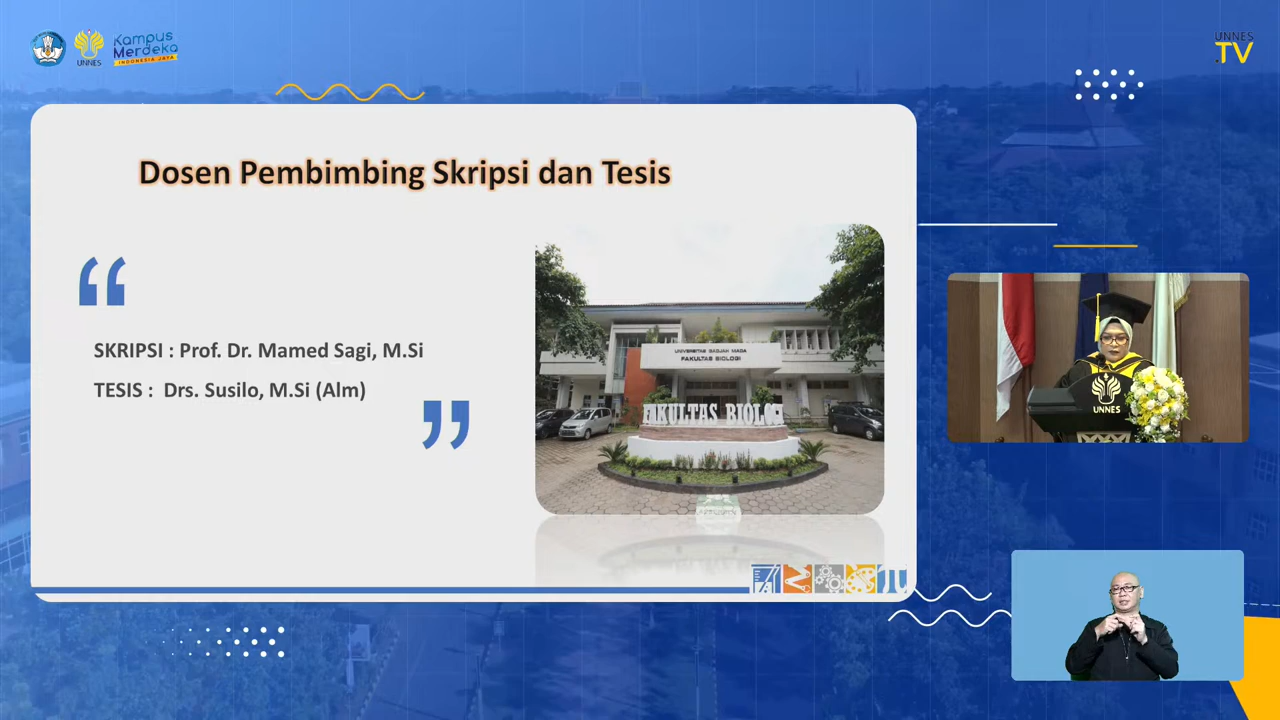 UNNES
Kampus
Merdeka
INDONESIA JAYA
UNNES
TV
Dosen Pembimbing Skripsi dan Tesis
“
SKRIPSI : Prof. Dr. Mamed Sagi, M.Si
TESIS : Drs. Susilo, M.Si (Alm)
”
UNIVERSITAS GADJAH MADA
FAKULTAS BIOLOGI
FAKULTAS BIOLOGI
UNNES